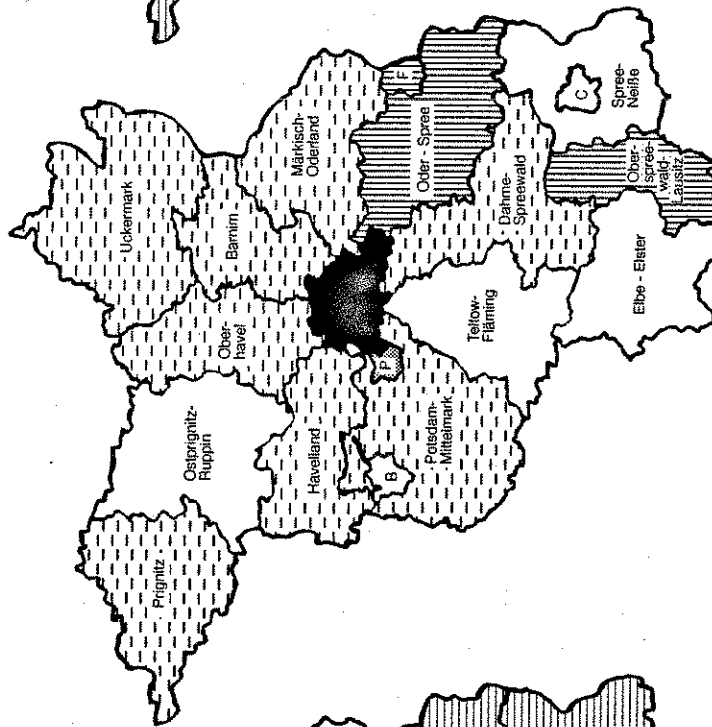 Uckermark
Prignitz
Ostprignitz-
Ruppin
Ober-
havel
Barnim
Märkisch-
Oderland
Havelland
B
P
Potsdam-
Mittelmark
Teltow-
Fläming
Dahme-
Spreewald
Oder - Spree
F
Elbe - Elster
Ober-
spree-
wald-
Lausitz
C
Spree-
Neiße